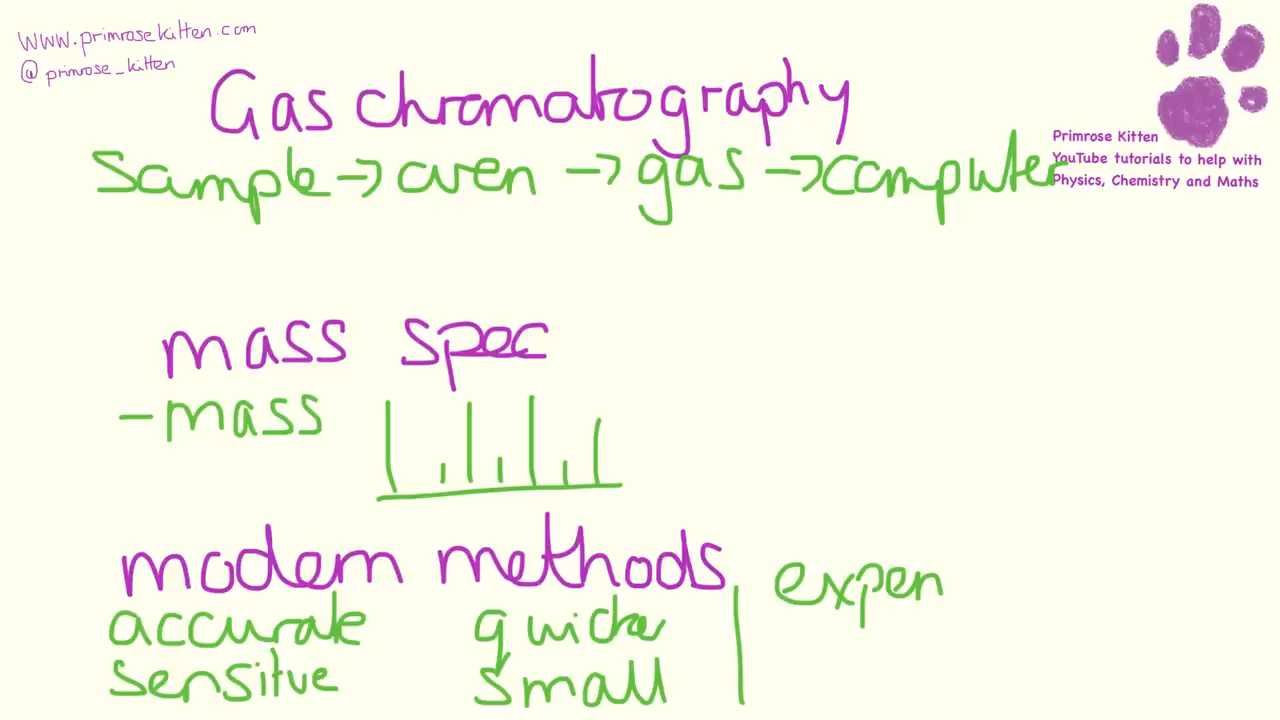 www.primrosekitten.com
@primrose_kitten
Gas chromatography
Sample → oven → gas → computer
Primrose Kitten
YouTube tutorials to help with
Physics, Chemistry and Maths
mass spec
- mass
modern methods
accurate quicker
sensitive small
expen